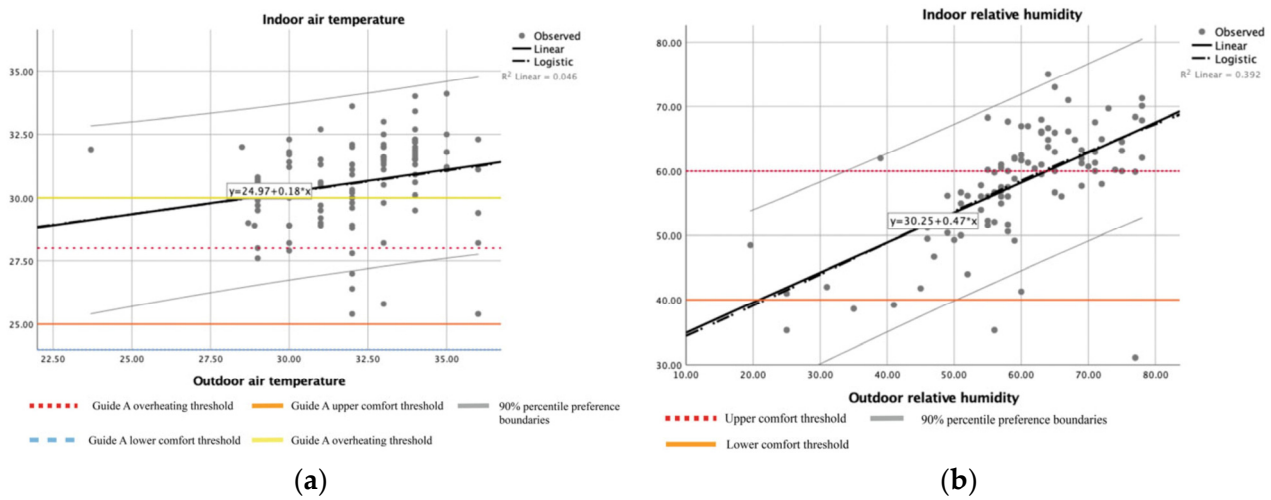 Indoor air temperature
Observed
Linear
Logistic
R² Linear = 0.046
35.00
32.50
30.00
27.50
25.00
y=24.97+0.18*x
22.50 25.00 27.50 30.00 32.50 35.00
Outdoor air temperature
Guide A overheating threshold
Guide A upper comfort threshold
90% percentile preference
boundaries
Guide A lower comfort threshold
Guide A overheating threshold
(a)
Indoor relative humidity
Observed
Linear
Logistic
R² Linear = 0.392
80.00
70.00
60.00
50.00
40.00
30.00
y=30.25+0.47*x
10.00 20.00 30.00 40.00 50.00 60.00 70.00 80.00
Outdoor relative humidity
Upper comfort threshold
90% percentile preference boundaries
Lower comfort threshold
(b)